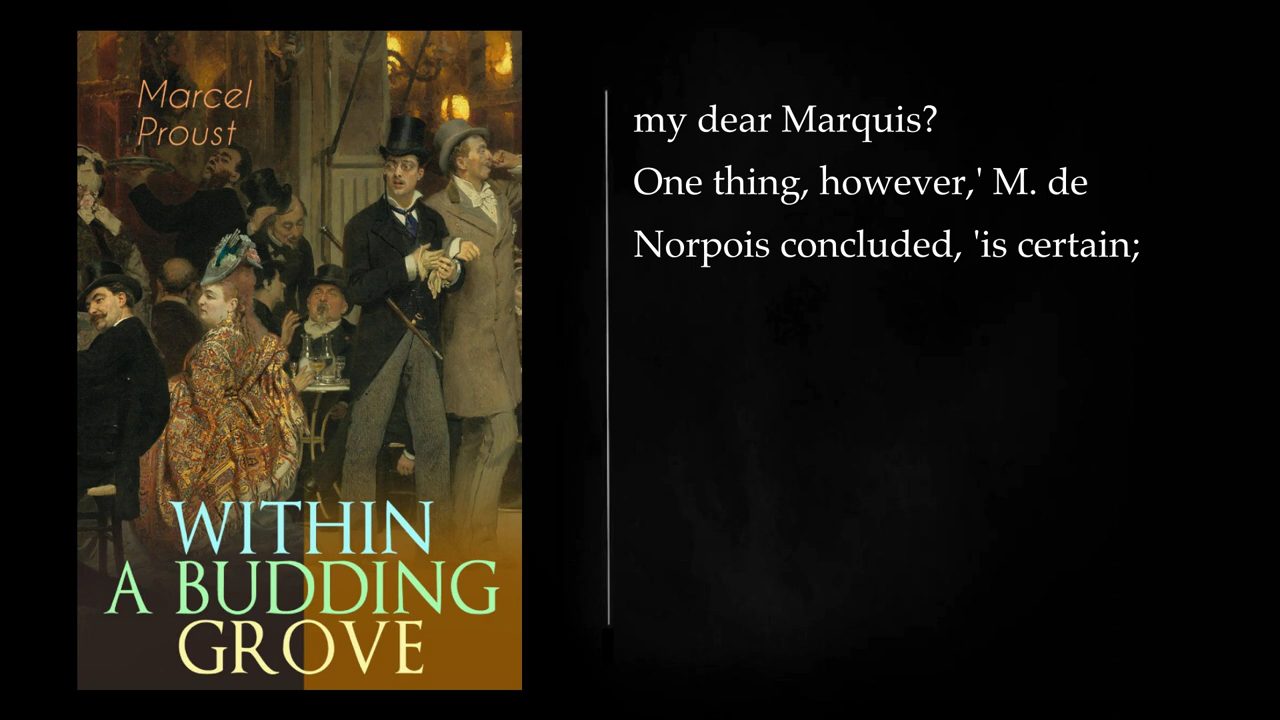 Marcel
Proust
WITHIN
A BUDDING
GROVE
my dear Marquis?
One thing, however,' M. de
Norpois concluded, 'is certain;